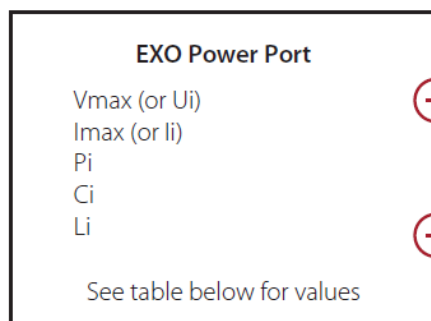 EXO Power Port
Vmax (or Ui)
Imax (or Ii)
Pi
Ci
Li
See table below for values